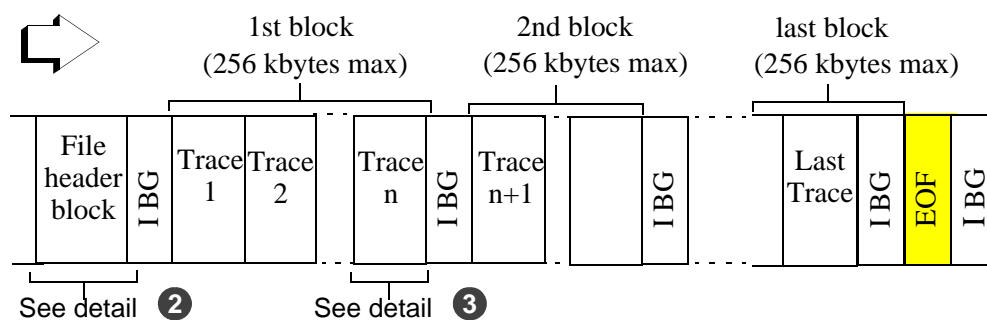 1st block
(256 kbytes max)
2nd block
(256 kbytes max)
last block
(256 kbytes max)
File
header
block
I BG
Trace
1
Trace
2
Trace
n
I BG
Trace
n+1
I BG
Last
Trace
I BG
EOF
I BG
See detail 2
See detail 3